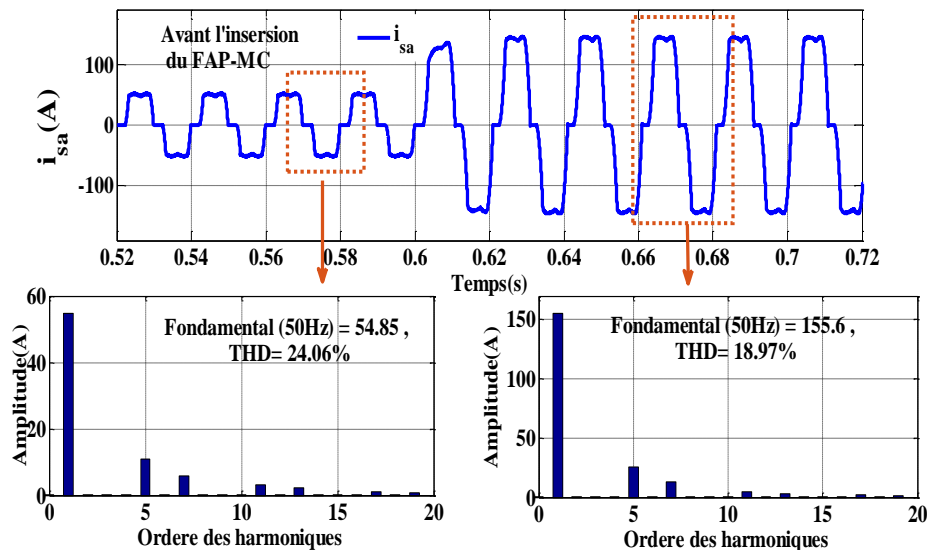 Avant l'insersion
du FAP-MC
i_sa
i_sa(A)
100
0
-100
0.52 0.54 0.56 0.58 0.6 0.62 0.64 0.66 0.68 0.7 0.72
Temps(s)
Fondamental (50Hz) = 54.85 ,
THD= 24.06%
Amplitude(A)
60
40
20
0
0 5 10 15 20
Ordere des harmoniques
Fondamental (50Hz) = 155.6 ,
THD= 18.97%
Amplitude(A)
150
100
50
0
0 5 10 15 20
Ordere des harmoniques